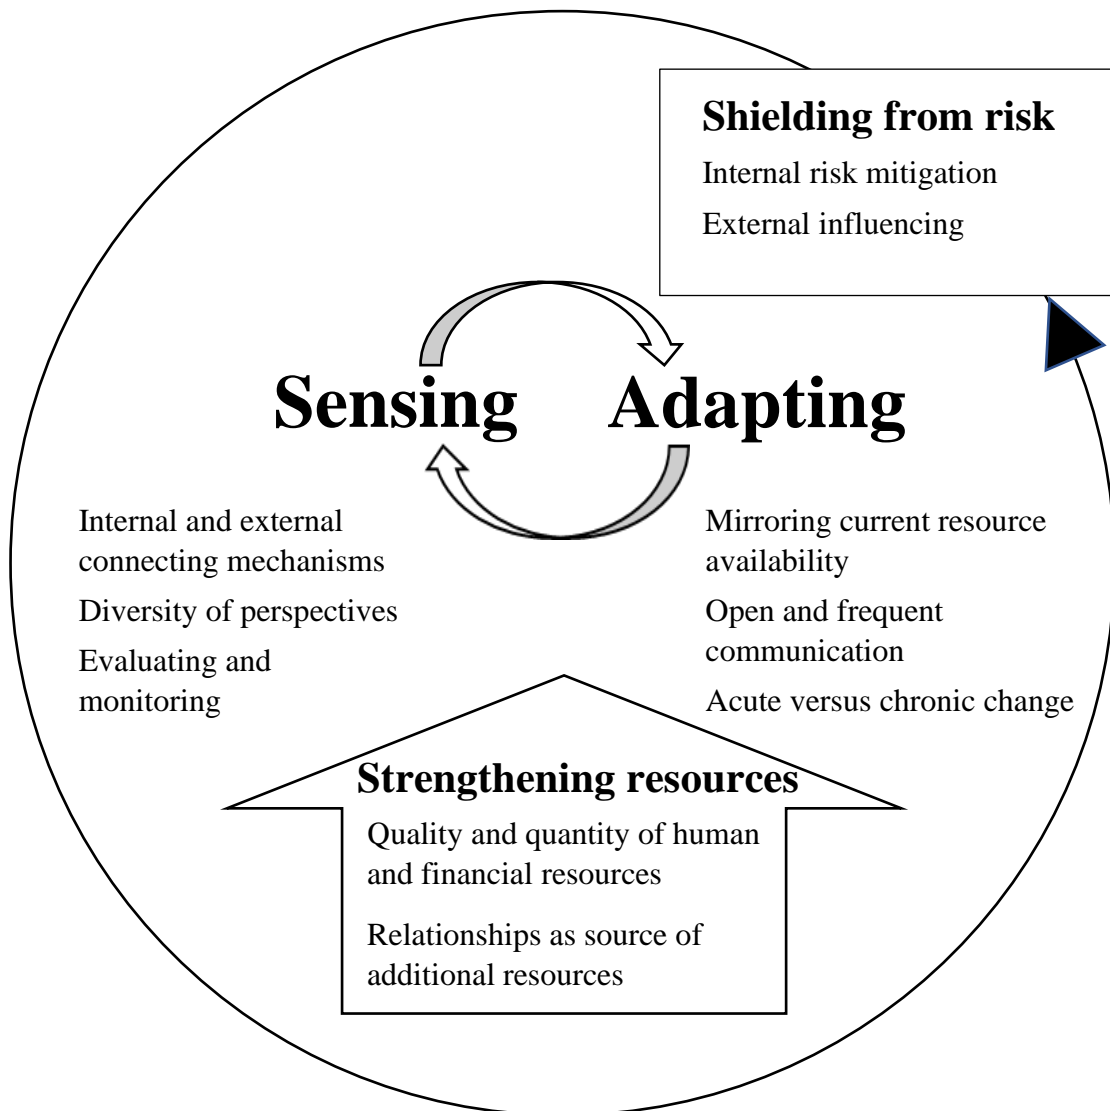 Shielding from risk
Internal risk mitigation
External influencing
Sensing
Adapting
Internal and external
connecting mechanisms
Diversity of perspectives
Evaluating and
monitoring
Mirroring current resource
availability
Open and frequent
communication
Acute versus chronic change
Strengthening resources
Quality and quantity of human
and financial resources
Relationships as source of
additional resources